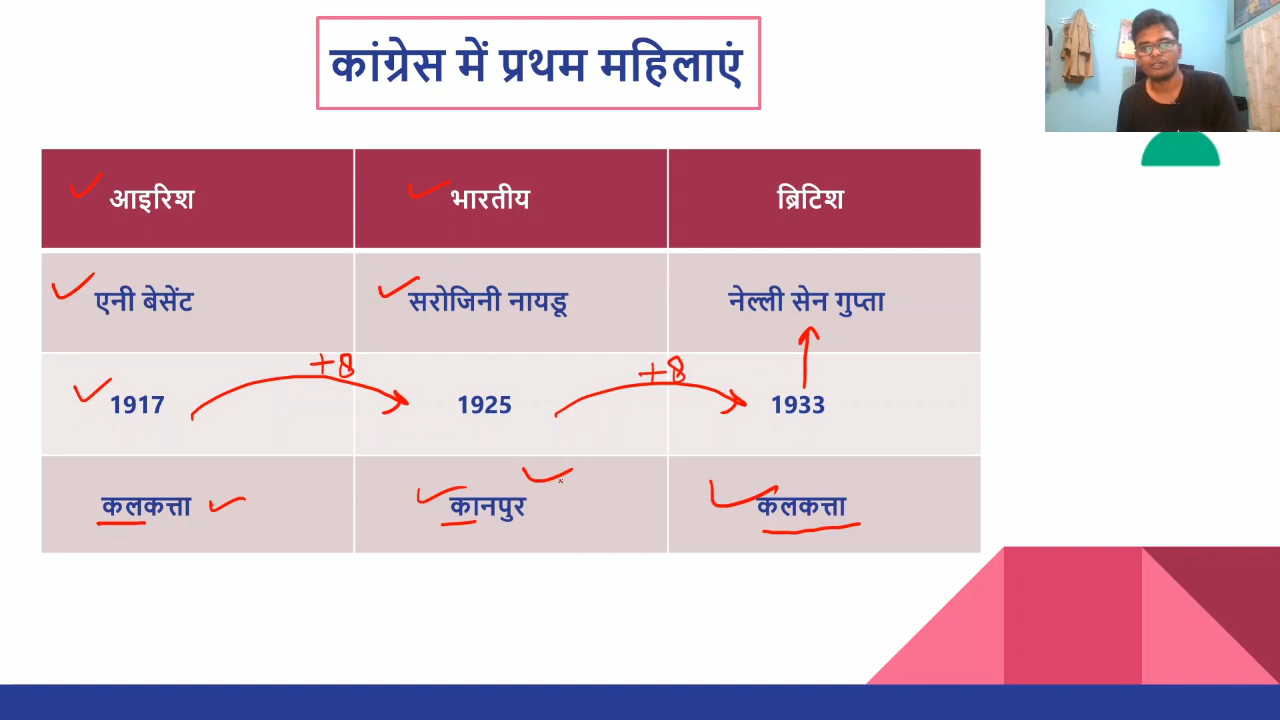 कांग्रेस में प्रथम महिलाएं
आइरिश भारतीय ब्रिटिश
एनी बेसेंट सरोजिनी नायडू नेल्ली सेन गुप्ता
+8 +8
1917 1925 1933
कलकत्ता कानपुर कलकत्ता